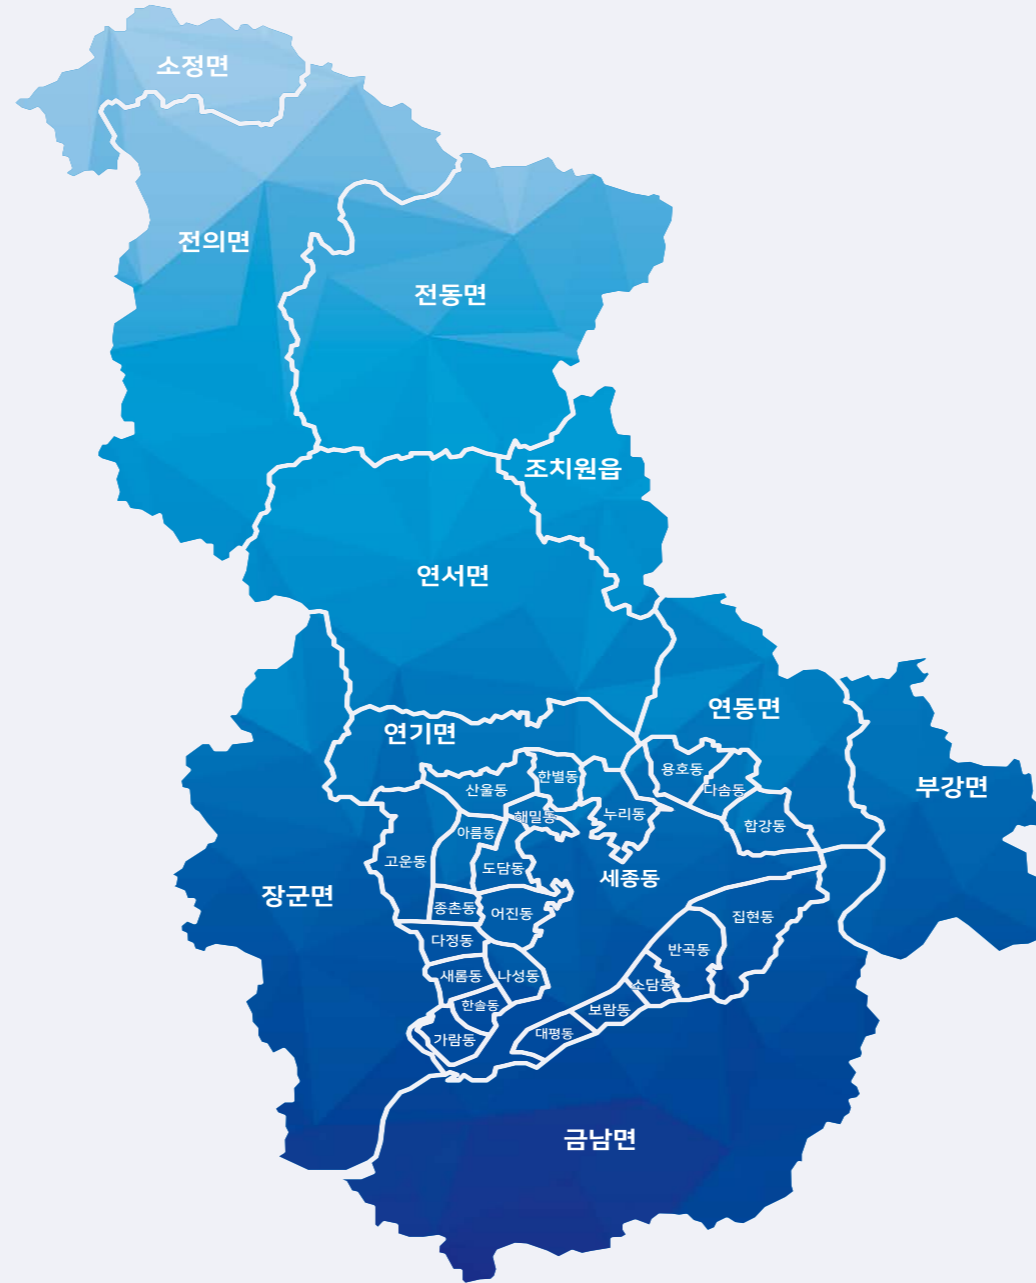 소정면
전의면
전동면
조치원읍
연서면
연동면
연기면
용호동
한별동
산울동
다솜동
부강면
해밀동
누리동
합강동
아름동
고운동
도담동
세종동
장군면
종촌동
어진동
집현동
다정동
반곡동
새롬동
나성동
소담동
한솔동
보람동
대평동
가람동
금남면